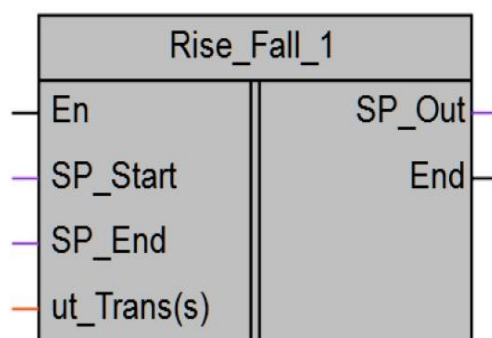 Rise_Fall_1
En SP_Out
SP_Start End
SP_End
ut_Trans(s)